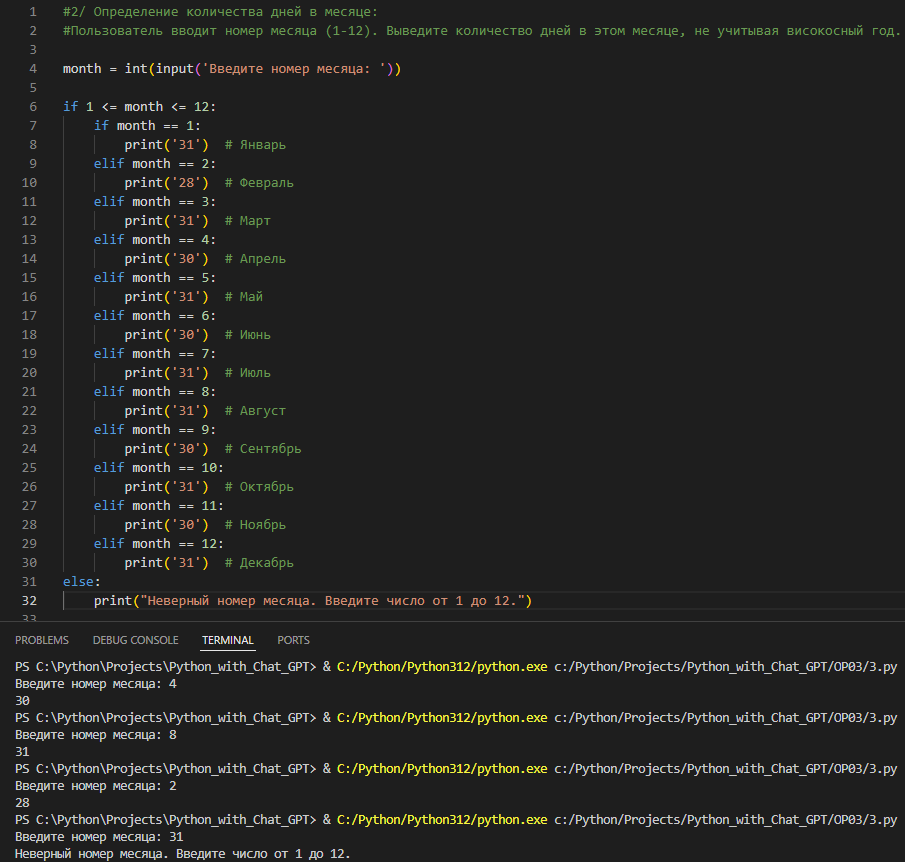 1 #2/ Определение количества дней в месяце:
2 #Пользователь вводит номер месяца (1-12). Выведите количество дней в этом месяце, не учитывая високосный год.
3
4 month = int(input('Введите номер месяца: '))
5
6 if 1 <= month <= 12:
7     if month == 1:
8         print('31')  # Январь
9     elif month == 2:
10         print('28')  # Февраль
11     elif month == 3:
12         print('31')  # Март
13     elif month == 4:
14         print('30')  # Апрель
15     elif month == 5:
16         print('31')  # Май
17     elif month == 6:
18         print('30')  # Июнь
19     elif month == 7:
20         print('31')  # Июль
21     elif month == 8:
22         print('31')  # Август
23     elif month == 9:
24         print('30')  # Сентябрь
25     elif month == 10:
26         print('31')  # Октябрь
27     elif month == 11:
28         print('30')  # Ноябрь
29     elif month == 12:
30         print('31')  # Декабрь
31 else:
32     print("Неверный номер месяца. Введите число от 1 до 12.")
33
PROBLEMS DEBUG CONSOLE TERMINAL PORTS
PS C:\Python\Projects\Python_with_Chat_GPT> & C:/Python/Python312/python.exe c:/Python/Projects/Python_with_Chat_GPT/OP03/3.py
Введите номер месяца: 4
30
PS C:\Python\Projects\Python_with_Chat_GPT> & C:/Python/Python312/python.exe c:/Python/Projects/Python_with_Chat_GPT/OP03/3.py
Введите номер месяца: 8
31
PS C:\Python\Projects\Python_with_Chat_GPT> & C:/Python/Python312/python.exe c:/Python/Projects/Python_with_Chat_GPT/OP03/3.py
Введите номер месяца: 2
28
PS C:\Python\Projects\Python_with_Chat_GPT> & C:/Python/Python312/python.exe c:/Python/Projects/Python_with_Chat_GPT/OP03/3.py
Введите номер месяца: 31
Неверный номер месяца. Введите число от 1 до 12.